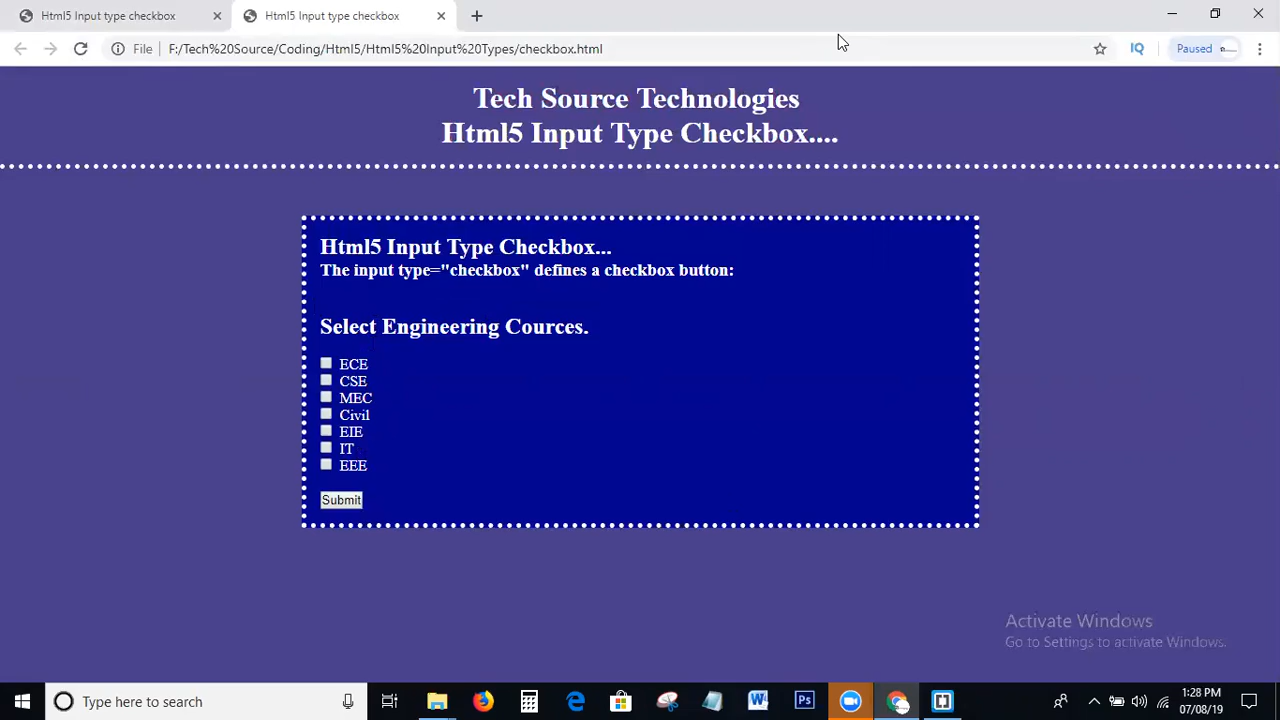 Html5 Input type checkbox
Html5 Input type checkbox
File
F:/Tech%20Source/Coding/Html5/Html5%20Input%20Types/checkbox.html
IQ
Paused
Tech Source Technologies
Html5 Input Type Checkbox....
Html5 Input Type Checkbox...
The input type="checkbox" defines a checkbox button:
Select Engineering Cources.
ECE
CSE
MEC
Civil
EIE
IT
EEE
Submit
Activate Windows
Go to Settings to activate Windows.
Type here to search
W
Ps
1:28 PM
07/08/19